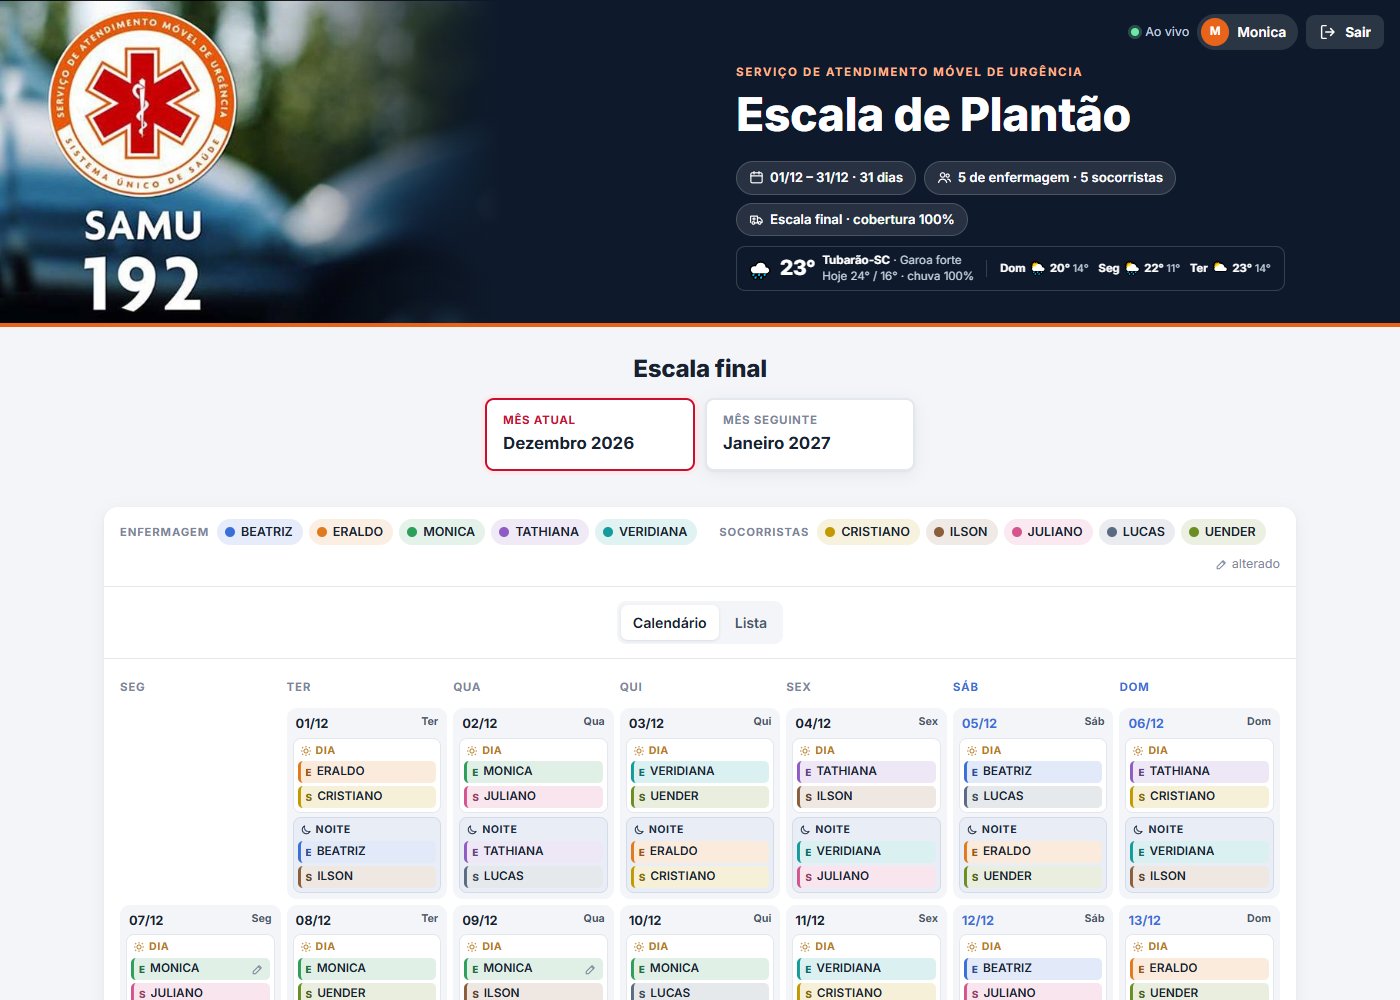 SERVIÇO DE ATENDIMENTO MÓVEL DE URGÊNCIA
SISTEMA ÚNICO DE SAÚDE
SAMU
192
Ao vivo
M Monica
Sair
SERVIÇO DE ATENDIMENTO MÓVEL DE URGÊNCIA
Escala de Plantão
01/12 – 31/12 · 31 dias
5 de enfermagem · 5 socorristas
Escala final · cobertura 100%
23° Tubarão-SC · Garoa forte
Hoje 24° / 16° · chuva 100%
Dom 20° 14° Seg 22° 11° Ter 23° 14°
Escala final
MÊS ATUAL
Dezembro 2026
MÊS SEGUINTE
Janeiro 2027
ENFERMAGEM BEATRIZ ERALDO MONICA TATHIANA VERIDIANA SOCORRISTAS CRISTIANO ILSON JULIANO LUCAS UENDER
alterado
Calendário Lista
SEG TER QUA QUI SEX SÁB DOM
01/12 Ter
DIA
E ERALDO
S CRISTIANO
NOITE
E BEATRIZ
S ILSON
02/12 Qua
DIA
E MONICA
S JULIANO
NOITE
E TATHIANA
S LUCAS
03/12 Qui
DIA
E VERIDIANA
S UENDER
NOITE
E ERALDO
S CRISTIANO
04/12 Sex
DIA
E TATHIANA
S ILSON
NOITE
E VERIDIANA
S JULIANO
05/12 Sáb
DIA
E BEATRIZ
S LUCAS
NOITE
E ERALDO
S UENDER
06/12 Dom
DIA
E TATHIANA
S CRISTIANO
NOITE
E VERIDIANA
S ILSON
07/12 Seg
DIA
E MONICA
S JULIANO
08/12 Ter
DIA
E MONICA
S UENDER
09/12 Qua
DIA
E MONICA
S ILSON
10/12 Qui
DIA
E MONICA
S LUCAS
11/12 Sex
DIA
E VERIDIANA
S CRISTIANO
12/12 Sáb
DIA
E BEATRIZ
S JULIANO
13/12 Dom
DIA
E ERALDO
S UENDER